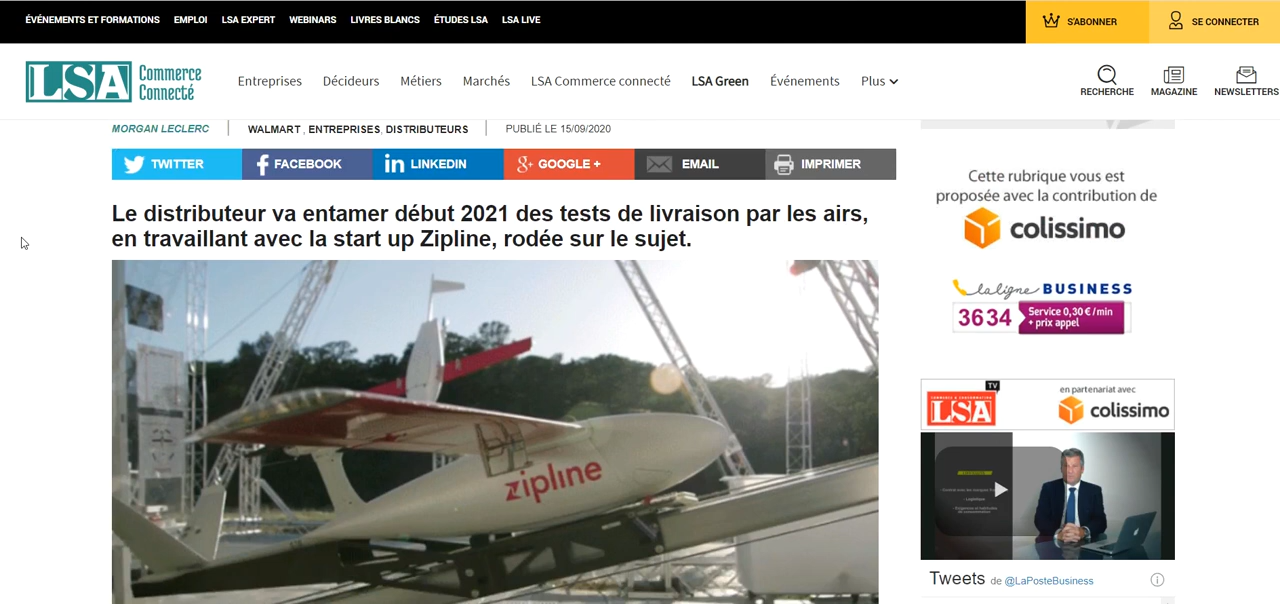 ÉVÉNEMENTS ET FORMATIONS EMPLOI LSA EXPERT WEBINARS LIVRES BLANCS ÉTUDES LSA LSA LIVE S'ABONNER SE CONNECTER
LSA Commerce Connecté
Entreprises Décideurs Métiers Marchés LSA Commerce connecté LSA Green Événements Plus
RECHERCHE MAGAZINE NEWSLETTERS
MORGAN LECLERC WALMART , ENTREPRISES, DISTRIBUTEURS PUBLIÉ LE 15/09/2020
TWITTER FACEBOOK LINKEDIN GOOGLE + EMAIL IMPRIMER
Le distributeur va entamer début 2021 des tests de livraison par les airs,
en travaillant avec la start up Zipline, rodée sur le sujet.
zipline
Cette rubrique vous est
proposée avec la contribution de
colissimo
laligne BUSINESS
3634 Service 0,30 € / min
+ prix appel
TV
LSA
en partenariat avec
colissimo
Tweets de @LaPosteBusiness